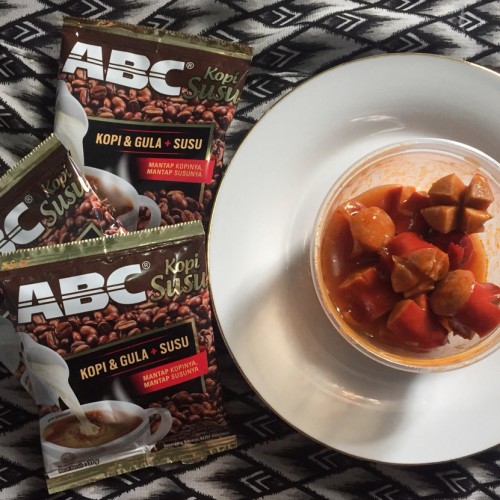 ABC®
Kopi
Susu
KOPI & GULA + SUSU
MANTAP KOPINYA,
MANTAP SUSUNYA
ABC
Kopi
Susu
ABC®
Kopi
Susu
KOPI & GULA + SUSU
MANTAP KOPINYA,
MANTAP SUSUNYA